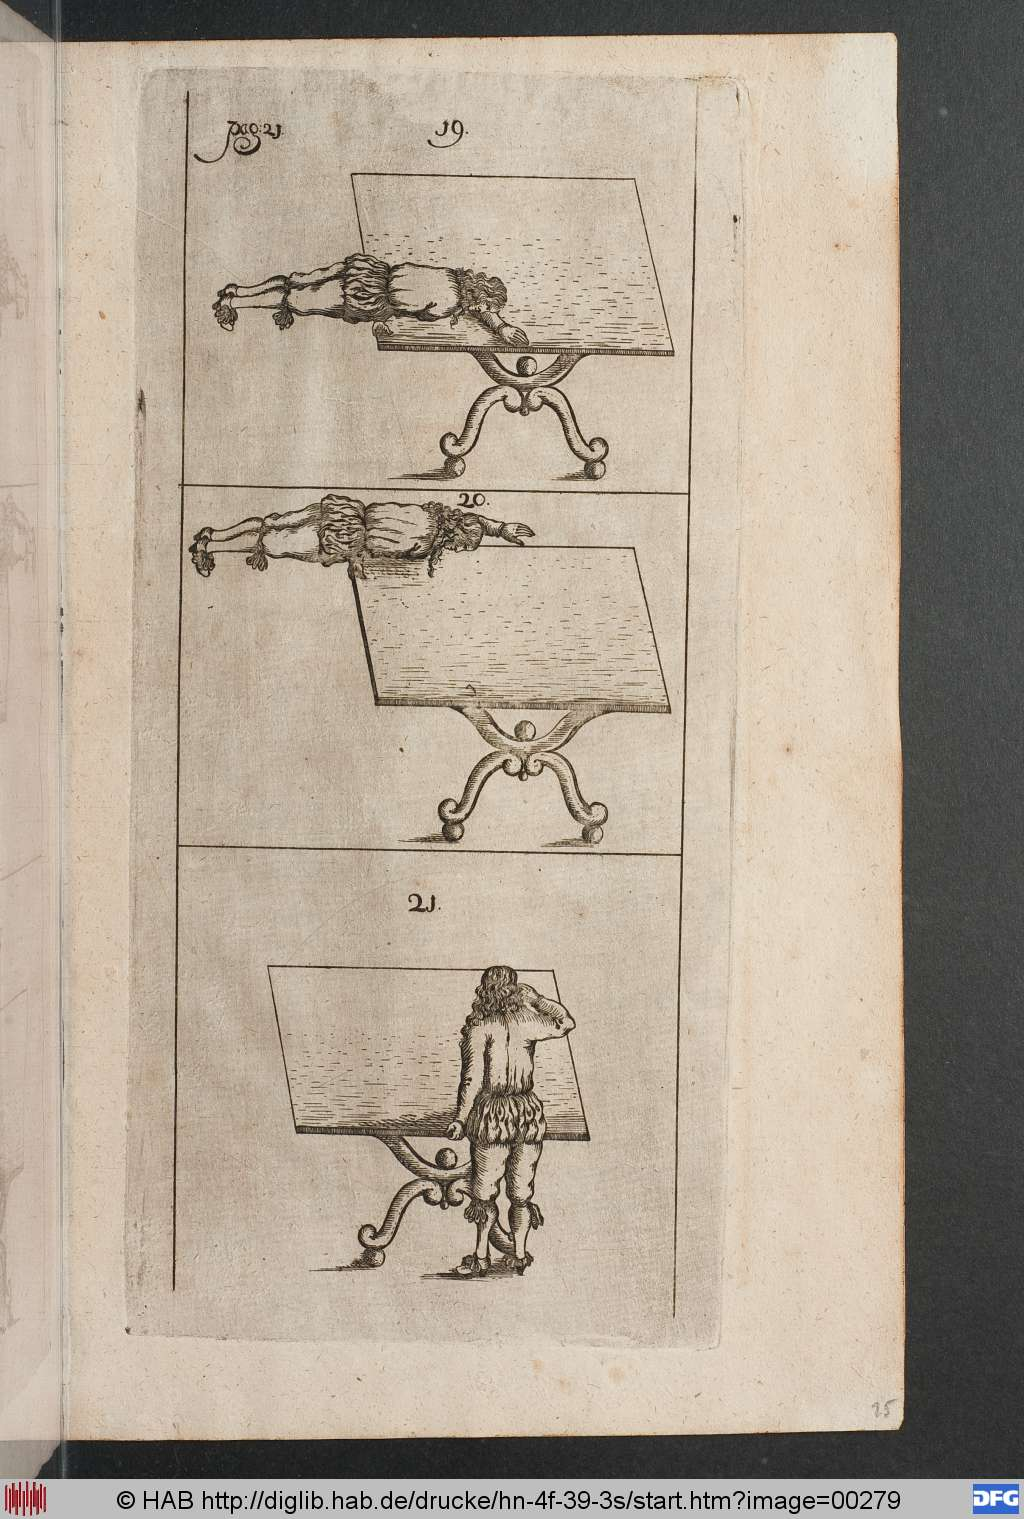 pag: 21.
19.
20.
21.
25
© HAB http://diglib.hab.de/drucke/hn-4f-39-3s/start.htm?image=00279
DFG